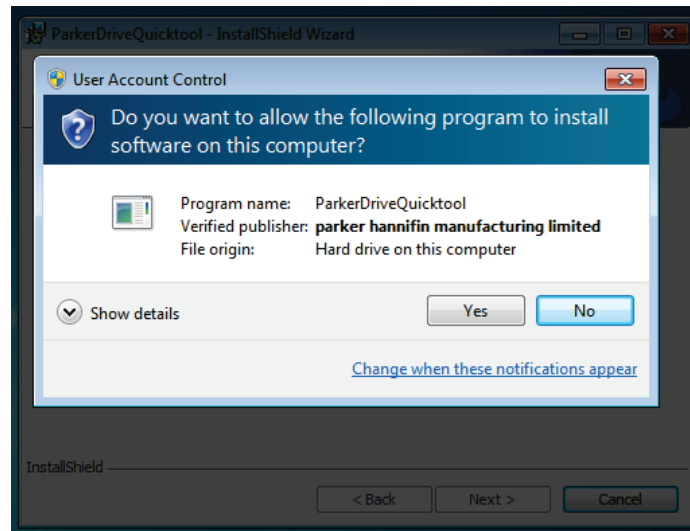 ParkerDriveQuicktool - InstallShield Wizard
User Account Control
Do you want to allow the following program to install
software on this computer?
Program name: ParkerDriveQuicktool
Verified publisher: parker hannifin manufacturing limited
File origin: Hard drive on this computer
Show details
Yes
No
Change when these notifications appear
InstallShield
< Back
Next >
Cancel